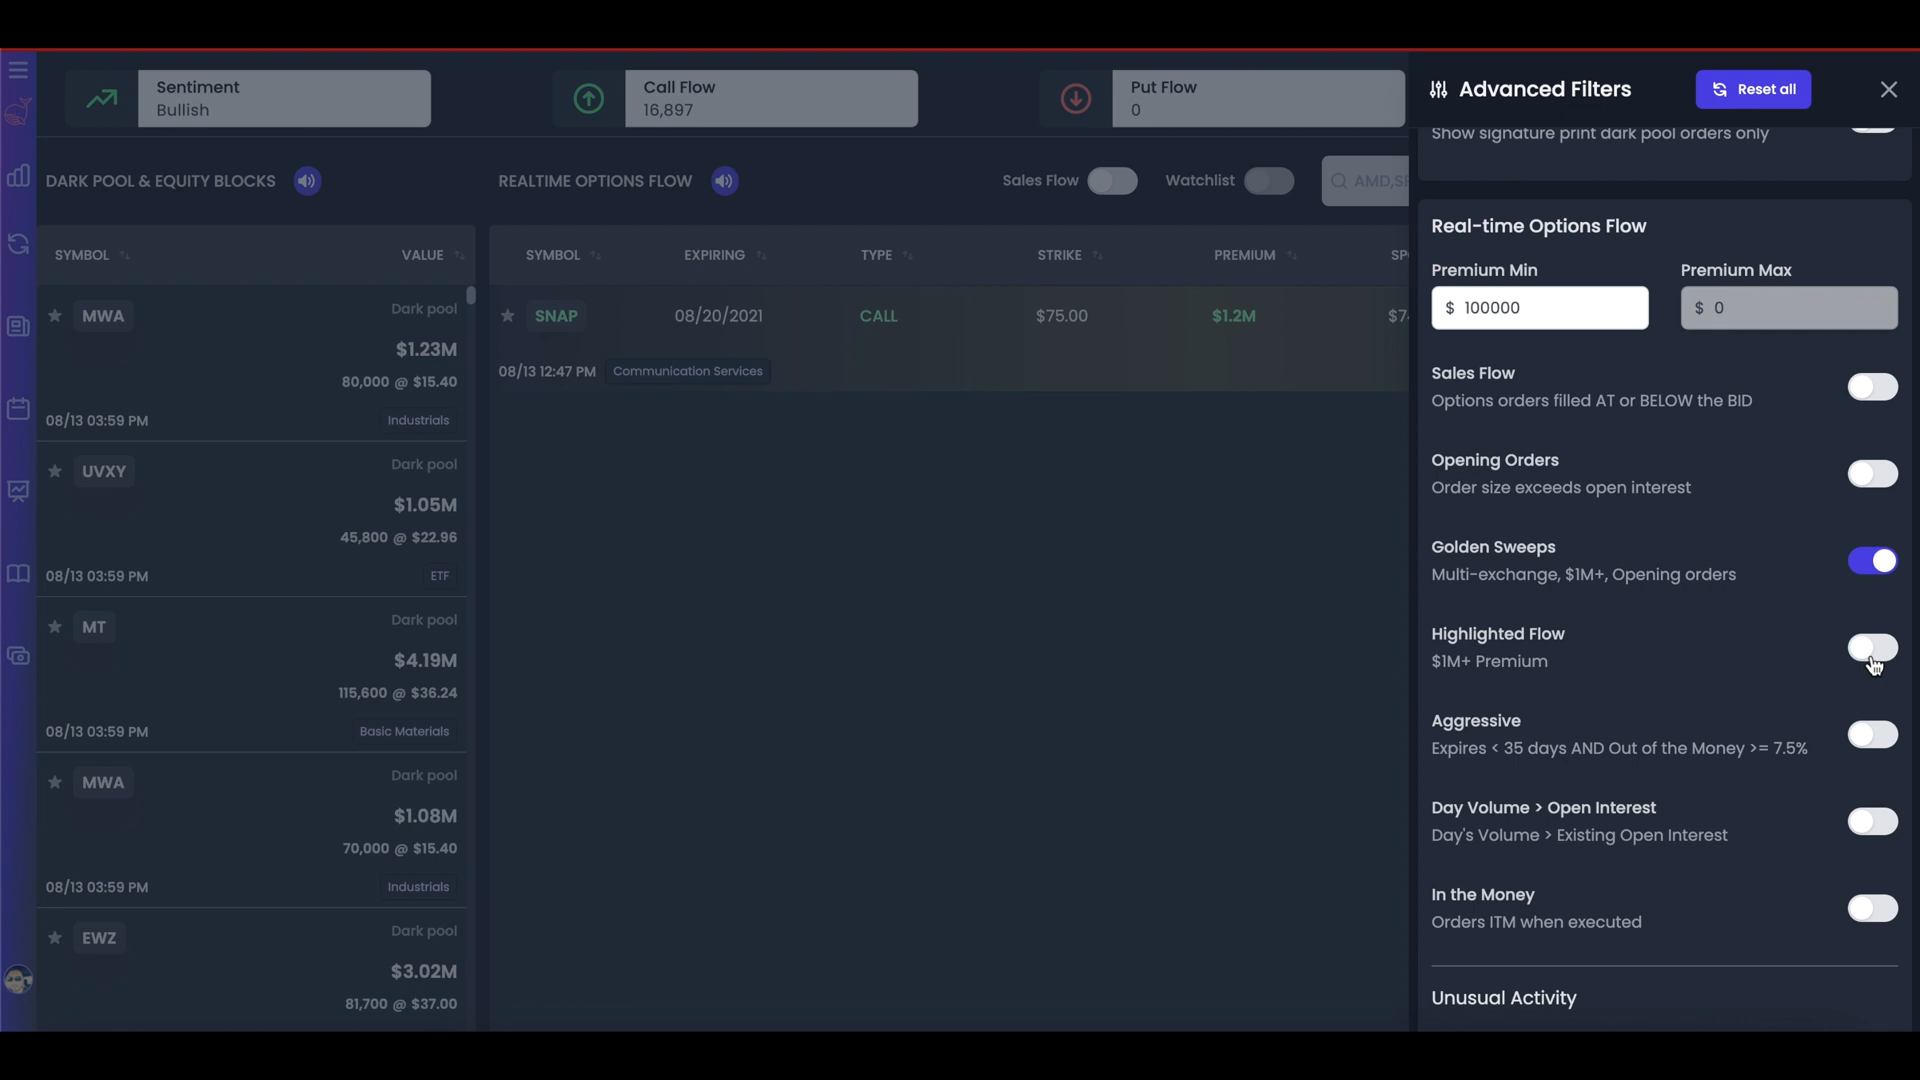 Sentiment
Bullish
Call Flow
16,897
Put Flow
0
DARK POOL & EQUITY BLOCKS
REALTIME OPTIONS FLOW
Sales Flow
Watchlist
SYMBOL
VALUE
MWA
Dark pool
$1.23M
80,000 @ $15.40
08/13 03:59 PM
Industrials
UVXY
Dark pool
$1.05M
45,800 @ $22.96
08/13 03:59 PM
ETF
MT
Dark pool
$4.19M
115,600 @ $36.24
08/13 03:59 PM
Basic Materials
MWA
Dark pool
$1.08M
70,000 @ $15.40
08/13 03:59 PM
Industrials
EWZ
Dark pool
$3.02M
81,700 @ $37.00
SYMBOL
EXPIRING
TYPE
STRIKE
PREMIUM
SNAP
08/20/2021
CALL
$75.00
$1.2M
08/13 12:47 PM
Communication Services
Advanced Filters
Reset all
Show signature print dark pool orders only
Real-time Options Flow
Premium Min
Premium Max
$ 100000
$ 0
Sales Flow
Options orders filled AT or BELOW the BID
Opening Orders
Order size exceeds open interest
Golden Sweeps
Multi-exchange, $1M+, Opening orders
Highlighted Flow
$1M+ Premium
Aggressive
Expires < 35 days AND Out of the Money >= 7.5%
Day Volume > Open Interest
Day's Volume > Existing Open Interest
In the Money
Orders ITM when executed
Unusual Activity